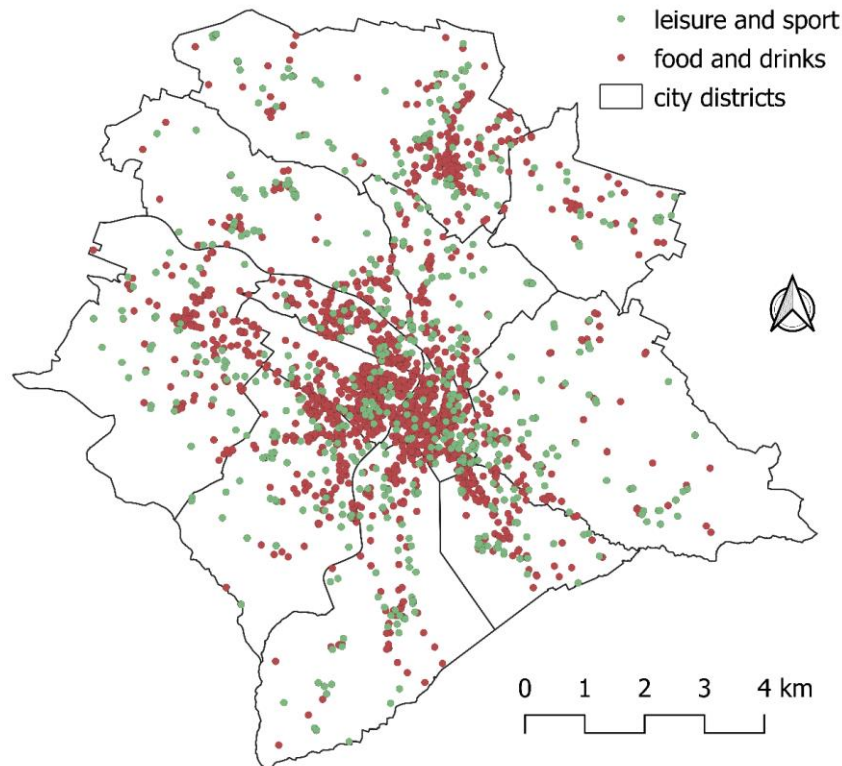 leisure and sport
food and drinks
city districts
0 1 2 3 4 km